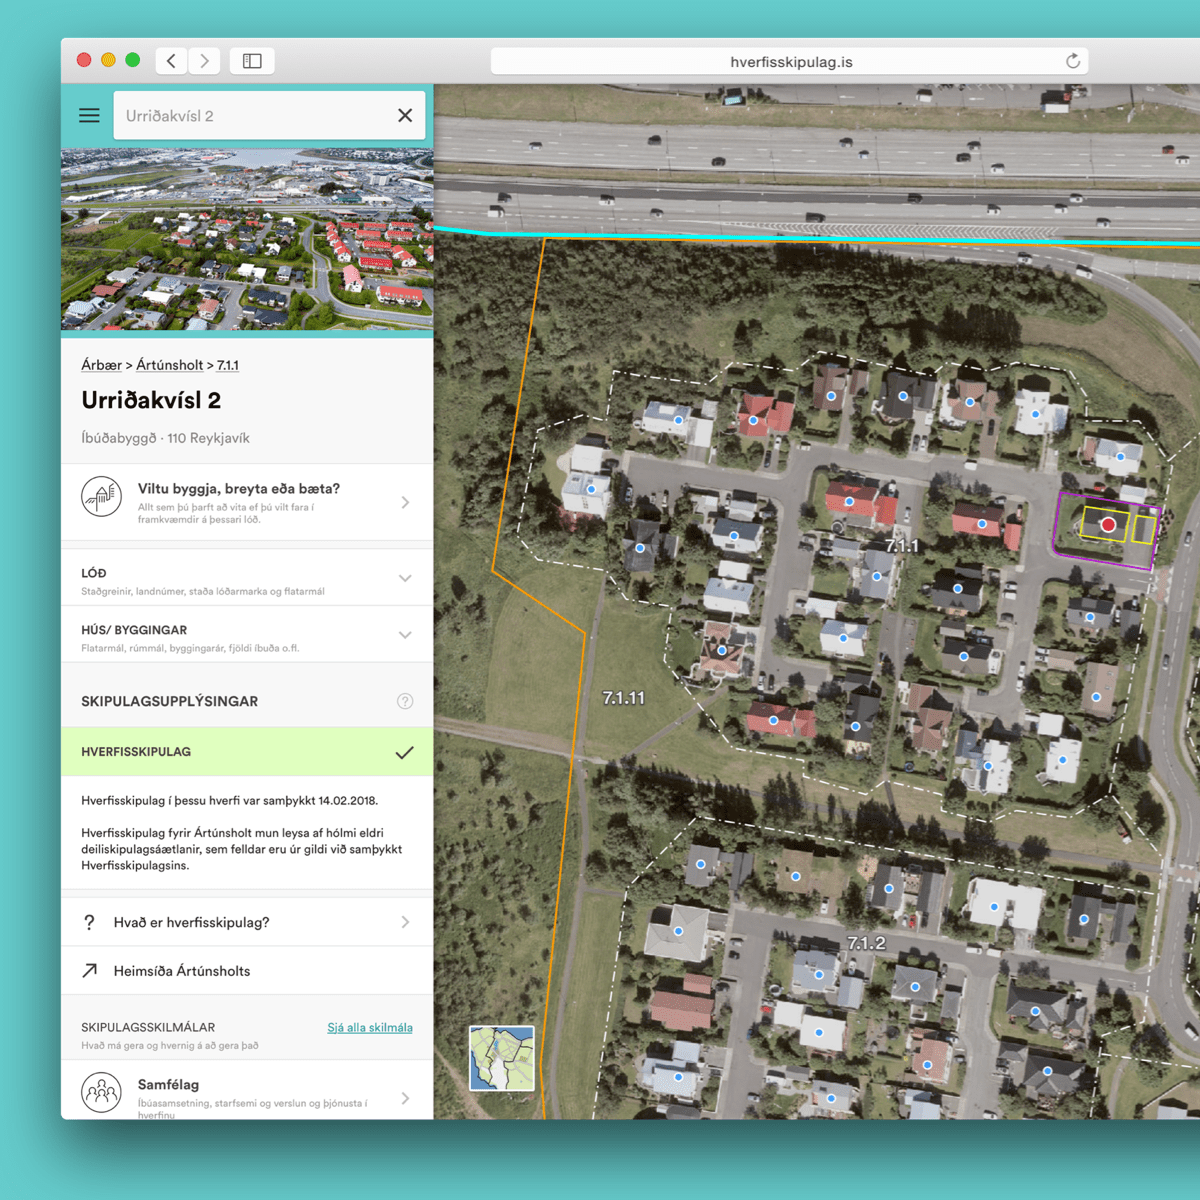 hverfisskipulag.is
Urriðakvísl 2
Árbær > Ártúnsholt > 7.1.1
Urriðakvísl 2
Íbúðabyggð · 110 Reykjavík
Viltu byggja, breyta eða bæta?
Allt sem þú þarft að vita ef þú vilt fara í
framkvæmdir á þessari lóð.
LÓÐ
Staðgreinir, landnúmer, staða lóðarmarka og flatarmál
HÚS/ BYGGINGAR
Flatarmál, rúmmál, byggingarár, fjöldi íbuða o.fl.
SKIPULAGSUPPLÝSINGAR
?
HVERFISSKIPULAG
Hverfisskipulag í þessu hverfi var samþykkt 14.02.2018.
Hverfisskipulag fyrir Ártúnsholt mun leysa af hólmi eldri
deiliskipulagsáætlanir, sem felldar eru úr gildi við samþykkt
Hverfisskipulagsins.
? Hvað er hverfisskipulag?
Heimsíða Ártúnsholts
SKIPULAGSSKILMÁLAR Sjá alla skilmála
Hvað má gera og hvernig á að gera það
Samfélag
Íbúasamsetning, starfsemi og verslun og þjónusta í
hverfinu
7.1.1
7.1.11
7.1.2